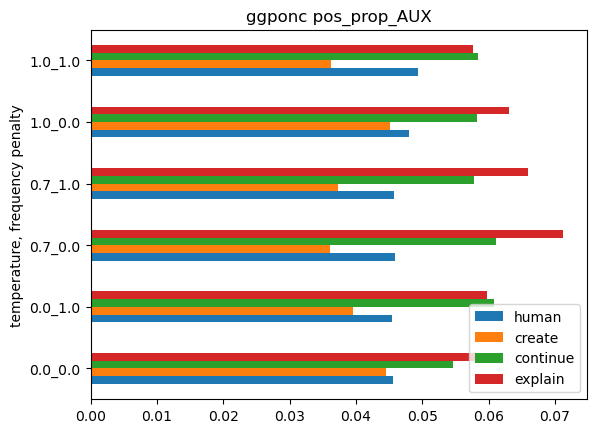 ggponc pos_prop_AUX
temperature, frequency penalty
1.0_1.0
1.0_0.0
0.7_1.0
0.7_0.0
0.0_1.0
0.0_0.0
human
create
continue
explain
0.00 0.01 0.02 0.03 0.04 0.05 0.06 0.07